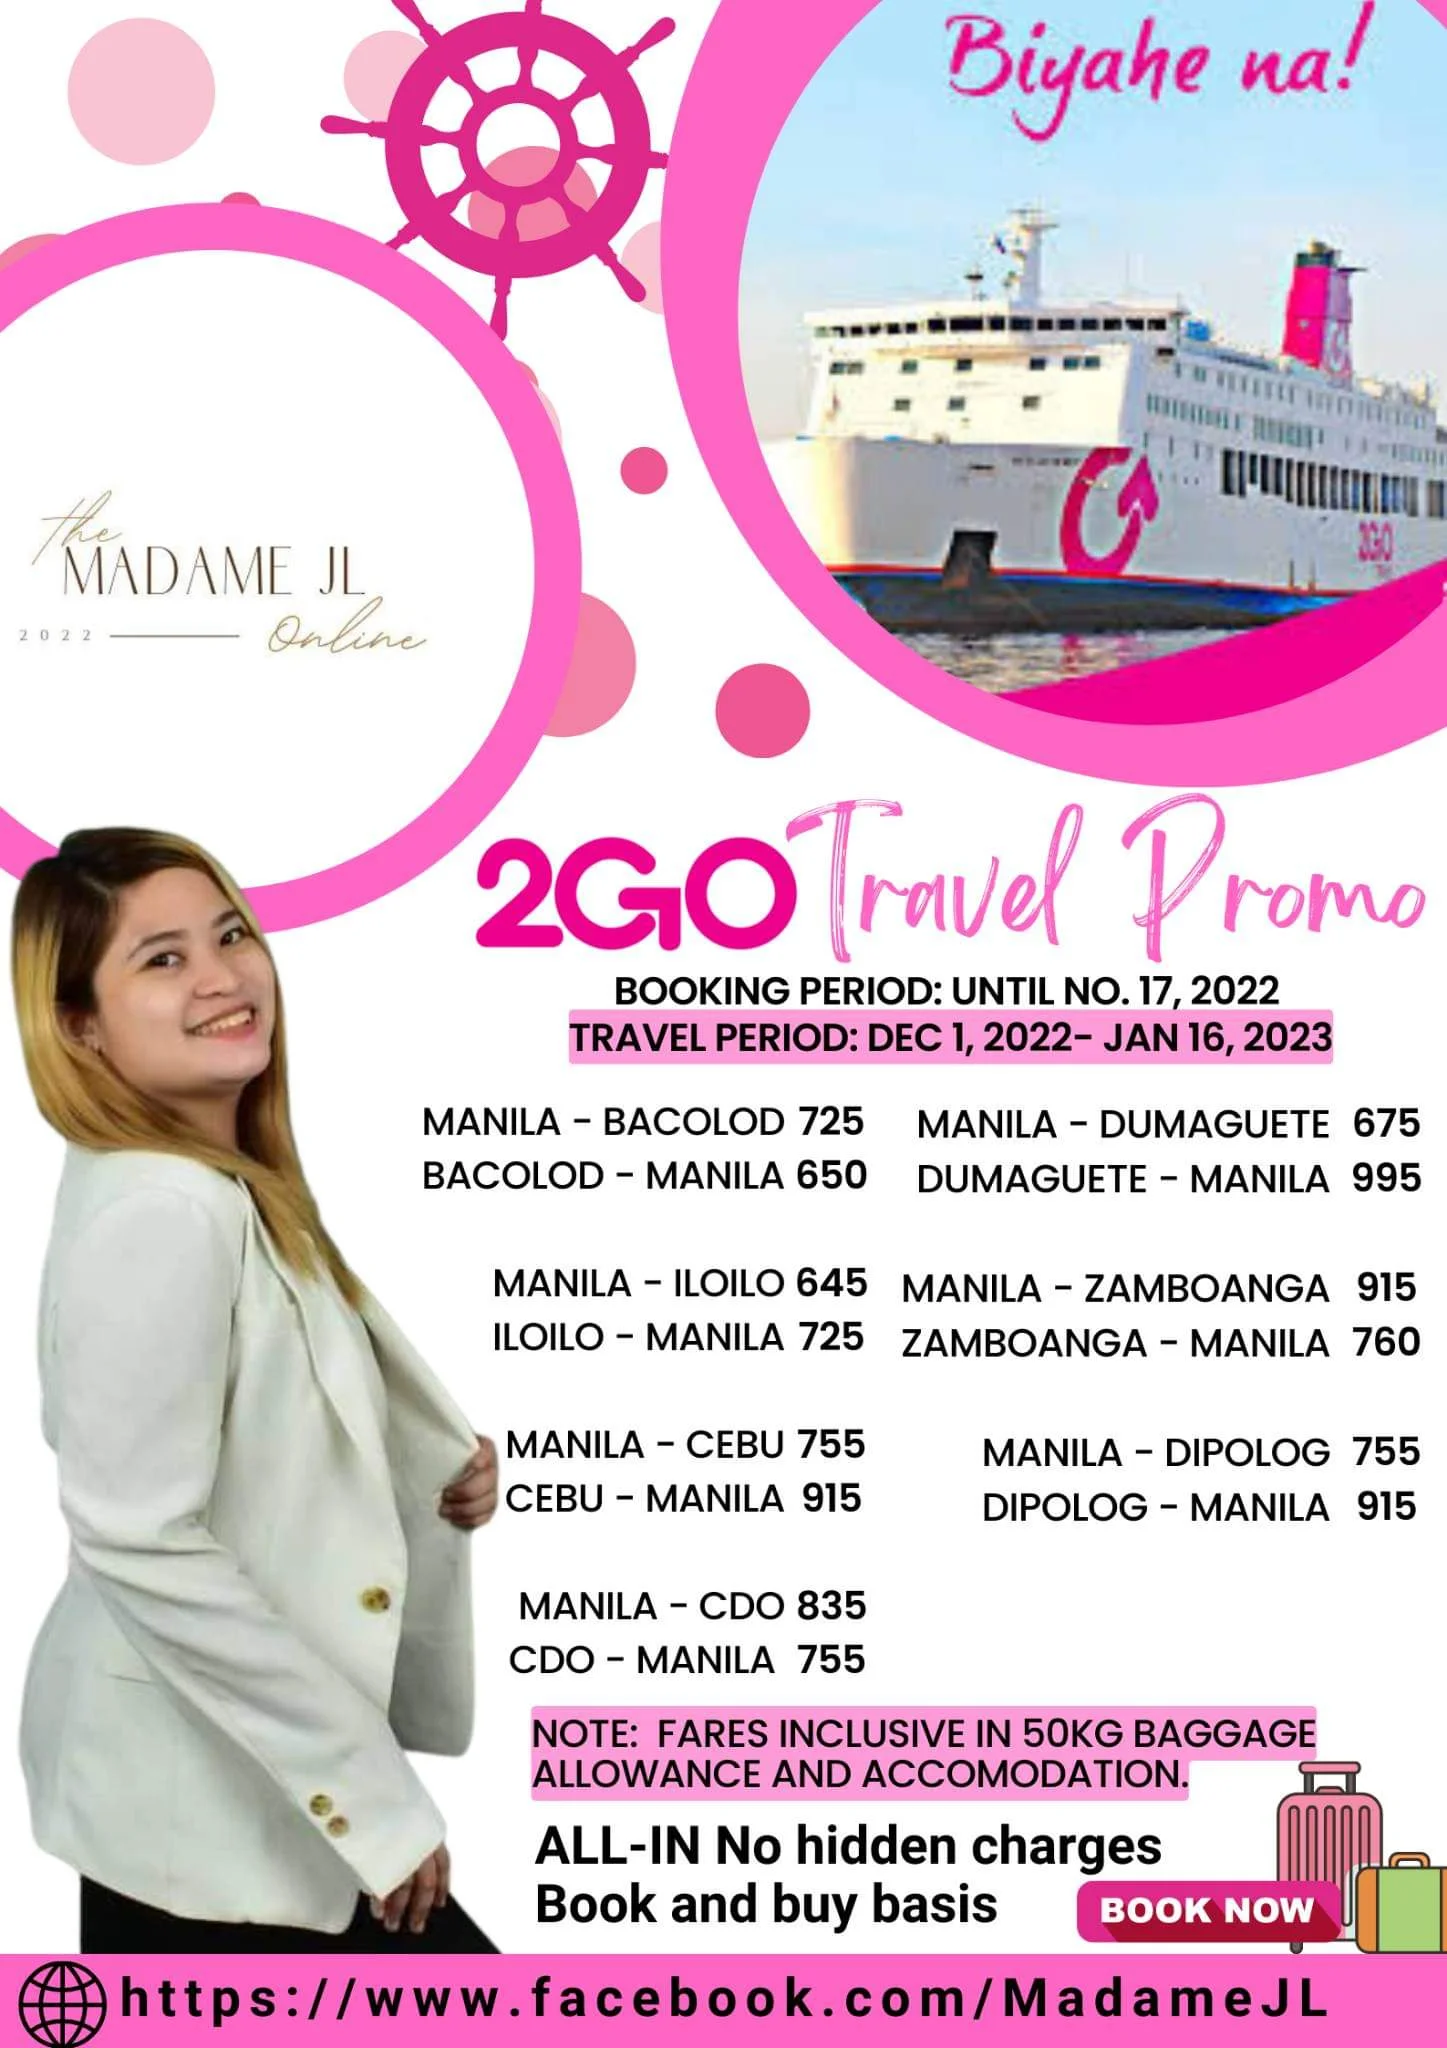 Biyahe na!
the
MADAME JL
2022
Online
2GO
2GO Travel Promo
BOOKING PERIOD: UNTIL NO. 17, 2022
TRAVEL PERIOD: DEC 1, 2022- JAN 16, 2023
MANILA - BACOLOD 725
BACOLOD - MANILA 650
MANILA - ILOILO 645
ILOILO - MANILA 725
MANILA - CEBU 755
CEBU - MANILA 915
MANILA - CDO 835
CDO - MANILA 755
MANILA - DUMAGUETE 675
DUMAGUETE - MANILA 995
MANILA - ZAMBOANGA 915
ZAMBOANGA - MANILA 760
MANILA - DIPOLOG 755
DIPOLOG - MANILA 915
NOTE: FARES INCLUSIVE IN 50KG BAGGAGE
ALLOWANCE AND ACCOMODATION.
ALL-IN No hidden charges
Book and buy basis
BOOK NOW
https://www.facebook.com/MadameJL